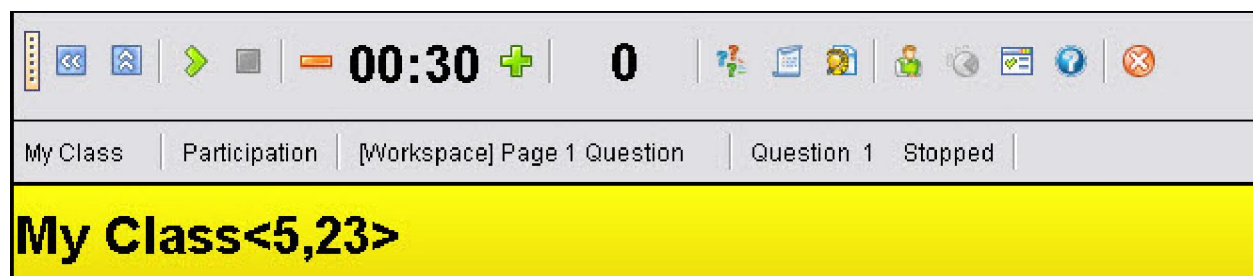 00:30 0
My Class Participation [Workspace] Page 1 Question Question 1 Stopped
My Class<5,23>